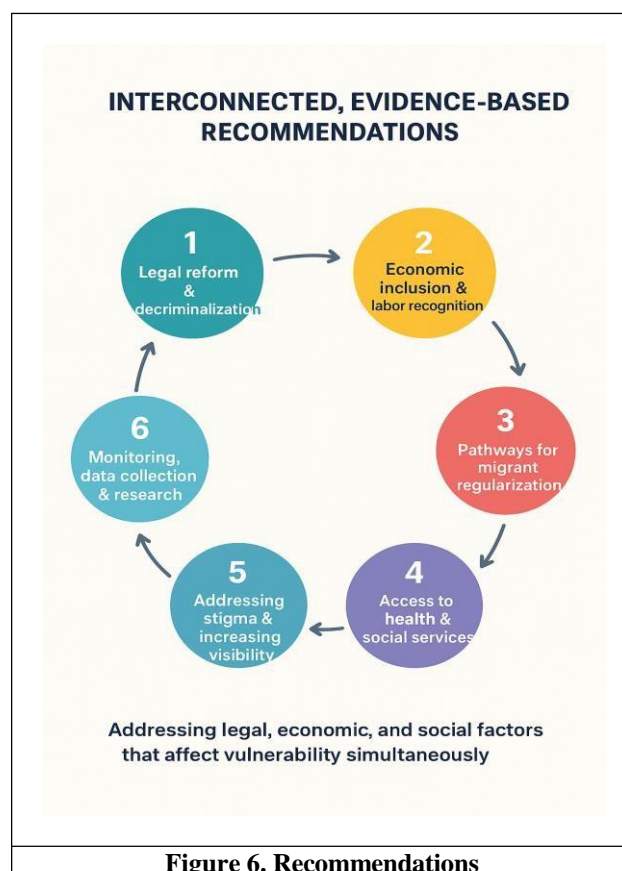 INTERCONNECTED, EVIDENCE-BASED
RECOMMENDATIONS
1
Legal reform
&
decriminalization
2
Economic
inclusion &
labor recognition
3
Pathways for
migrant
regularization
4
Access to
health &
social services
5
Addressing
stigma &
increasing
visibility
6
Monitoring,
data collection
& research
Addressing legal, economic, and social factors
that affect vulnerability simultaneously
Figure 6. Recommendations